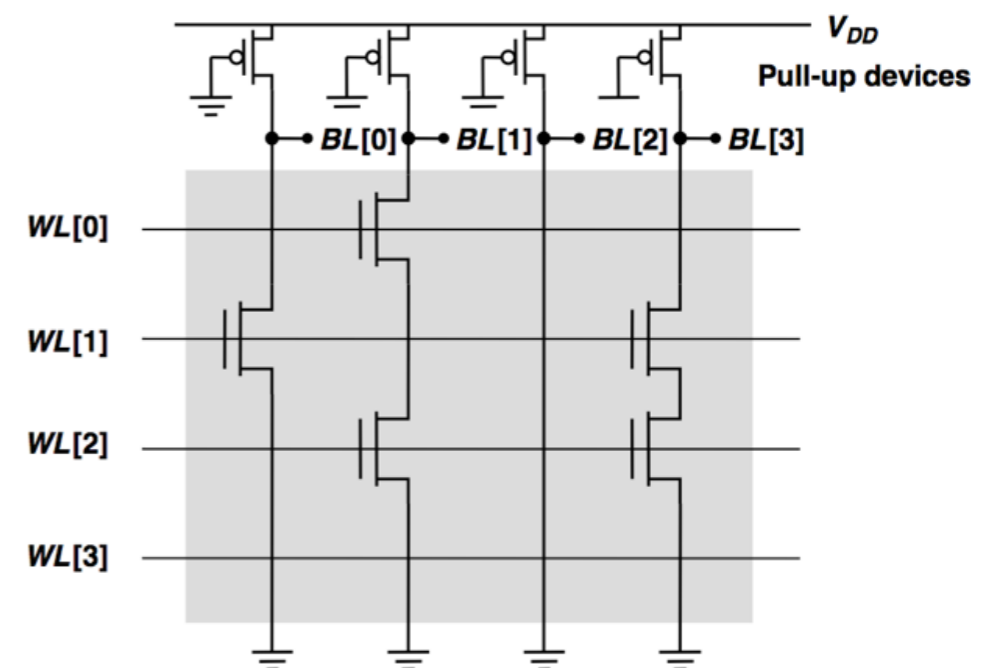 V_DD
Pull-up devices
BL[0] BL[1] BL[2] BL[3]
WL[0]
WL[1]
WL[2]
WL[3]